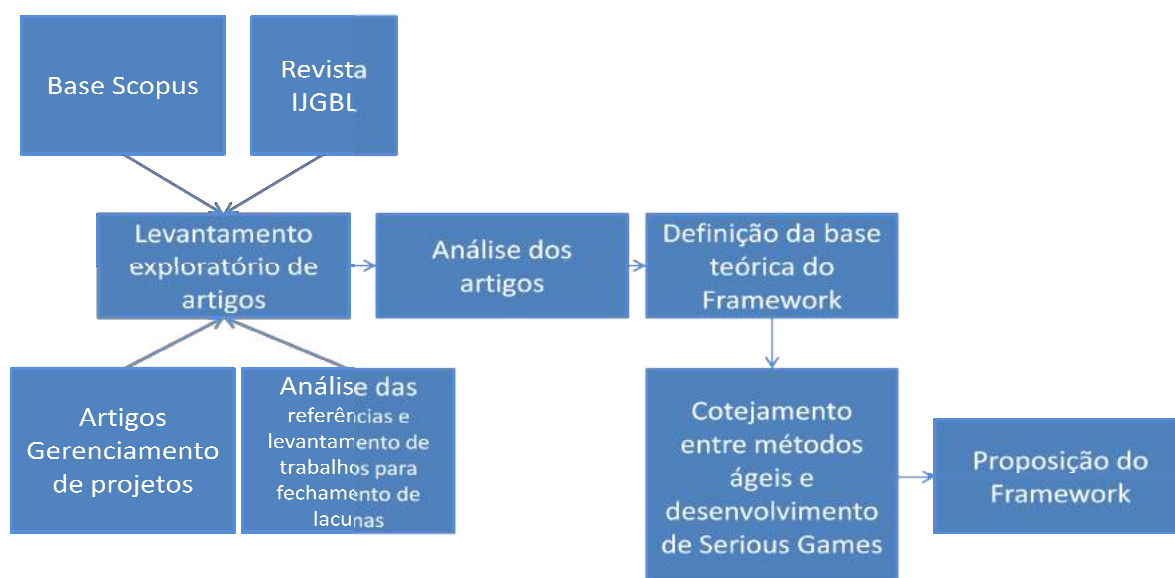 Base Scopus
Revista
IJGBL
Levantamento
exploratório de
artigos
Análise dos
artigos
Definição da base
teórica do
Framework
Artigos
Gerenciamento
de projetos
Análise das
referências e
levantamento de
trabalhos para
fechamento de
lacunas
Cotejamento
entre métodos
ágeis e
desenvolvimento
de Serious Games
Proposição do
Framework